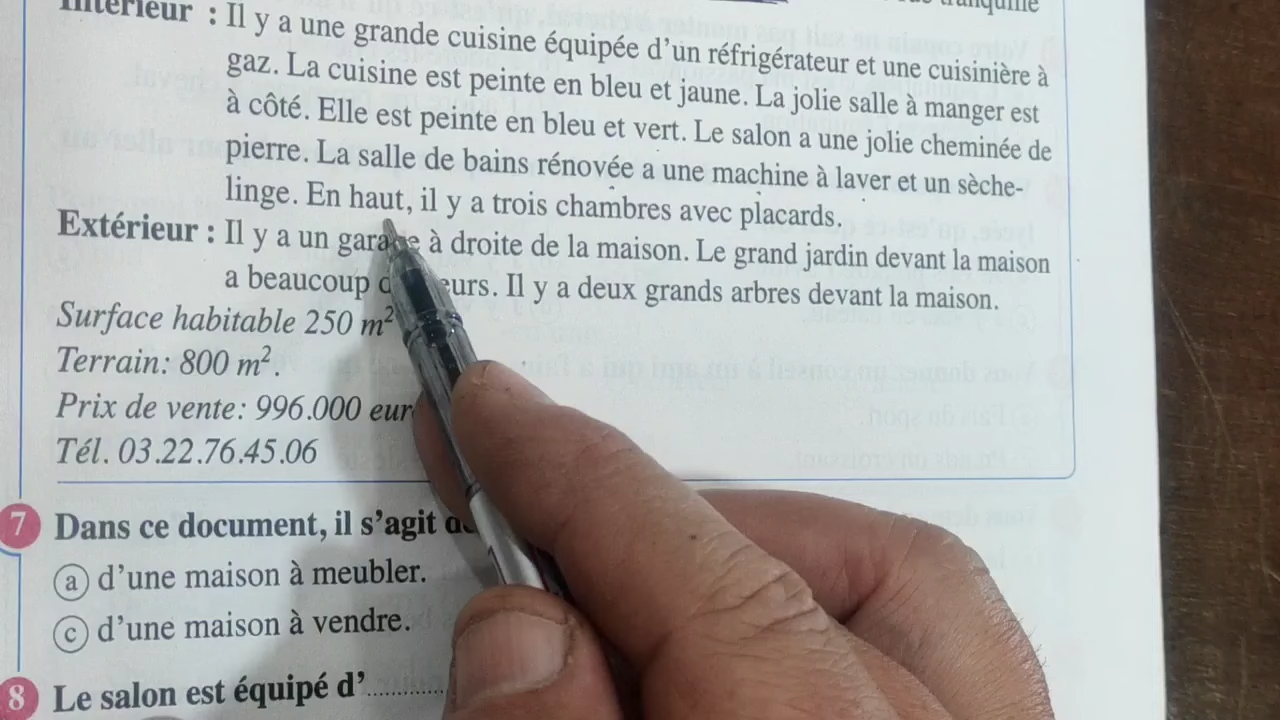 Intérieur : Il y a une grande cuisine équipée d'un réfrigérateur et une cuisinière à
gaz. La cuisine est peinte en bleu et jaune. La jolie salle à manger est
à côté. Elle est peinte en bleu et vert. Le salon a une jolie cheminée de
pierre. La salle de bains rénovée a une machine à laver et un sèche-
linge. En haut, il y a trois chambres avec placards.
Extérieur : Il y a un garage à droite de la maison. Le grand jardin devant la maison
a beaucoup Il y a deux grands arbres devant la maison.
Surface habitable 250 m²
Terrain: 800 m².
Prix de vente: 996.000 eur
Tél. 03.22.76.45.06
7 Dans ce document, il s'agit
a d'une maison à meubler.
c d'une maison à vendre.
8 Le salon est équipé d'..........